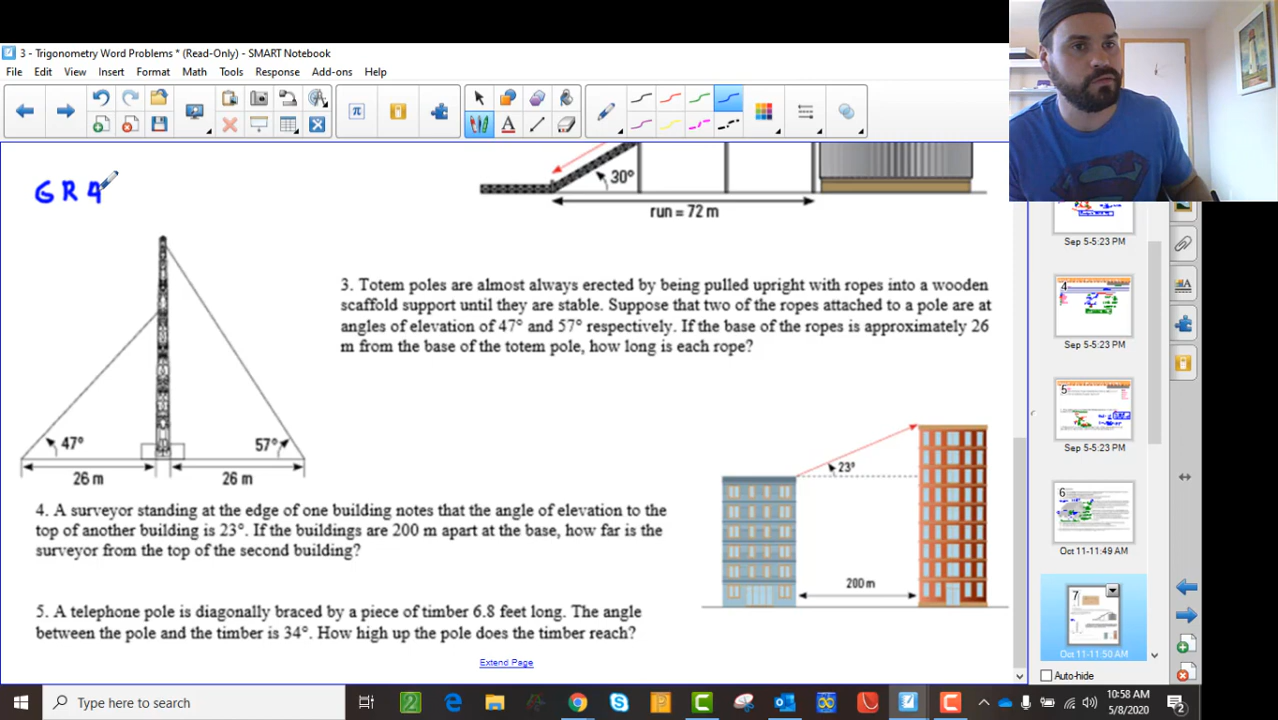 3 - Trigonometry Word Problems * (Read-Only) - SMART Notebook
File Edit View Insert Format Math Tools Response Add-ons Help
π
A
G R 4
30°
run = 72 m
3. Totem poles are almost always erected by being pulled upright with ropes into a wooden
scaffold support until they are stable. Suppose that two of the ropes attached to a pole are at
angles of elevation of 47° and 57° respectively. If the base of the ropes is approximately 26
m from the base of the totem pole, how long is each rope?
47°
57°
26 m
26 m
23°
200 m
4. A surveyor standing at the edge of one building notes that the angle of elevation to the
top of another building is 23°. If the buildings are 200 m apart at the base, how far is the
surveyor from the top of the second building?
5. A telephone pole is diagonally braced by a piece of timber 6.8 feet long. The angle
between the pole and the timber is 34°. How high up the pole does the timber reach?
Extend Page
Sep 5-5:23 PM
4
Sep 5-5:23 PM
5
Sep 5-5:23 PM
6
Oct 11-11:49 AM
7
Oct 11-11:50 AM
Auto-hide
Type here to search
10:58 AM
5/8/2020
2